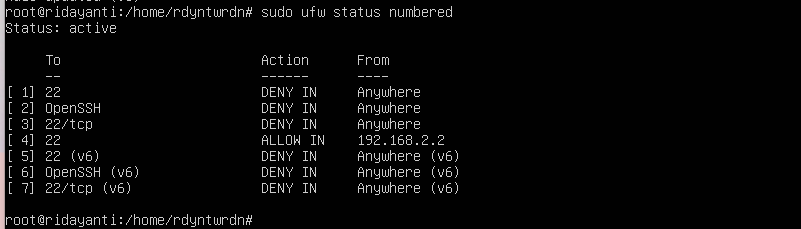 root@ridayanti:/home/rdyntwrdn# sudo ufw status numbered
Status: active
To Action From
-- ------ ----
[ 1] 22 DENY IN Anywhere
[ 2] OpenSSH DENY IN Anywhere
[ 3] 22/tcp DENY IN Anywhere
[ 4] 22 ALLOW IN 192.168.2.2
[ 5] 22 (v6) DENY IN Anywhere (v6)
[ 6] OpenSSH (v6) DENY IN Anywhere (v6)
[ 7] 22/tcp (v6) DENY IN Anywhere (v6)
root@ridayanti:/home/rdyntwrdn#